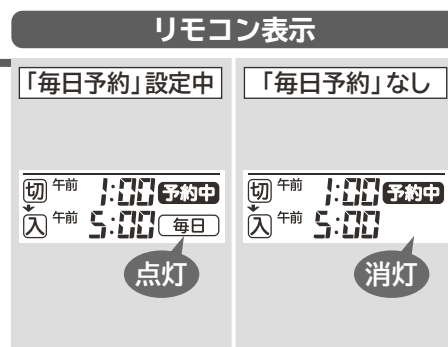 リモコン表示
「毎日予約」設定中
切 午前 1:00 予約中
入 午前 5:00 毎日
点灯
「毎日予約」なし
切 午前 1:00 予約中
入 午前 5:00
消灯